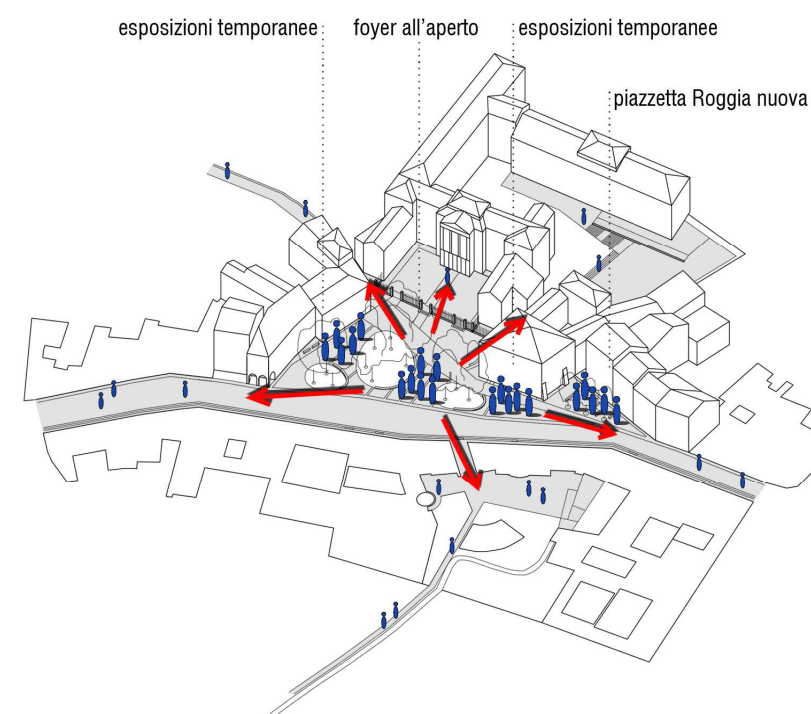 esposizioni temporanee
foyer all'aperto
esposizioni temporanee
piazzetta Roggia nuova